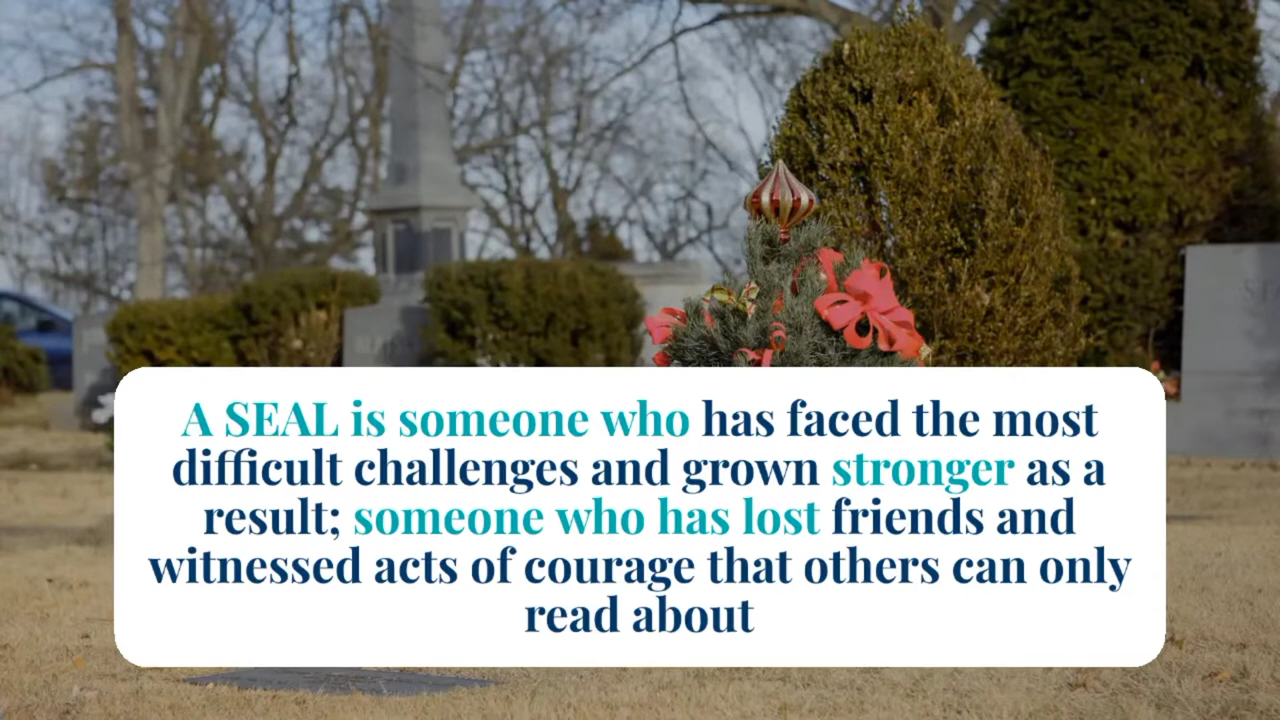 A SEAL is someone who has faced the most
difficult challenges and grown stronger as a
result; someone who has lost friends and
witnessed acts of courage that others can only
read about